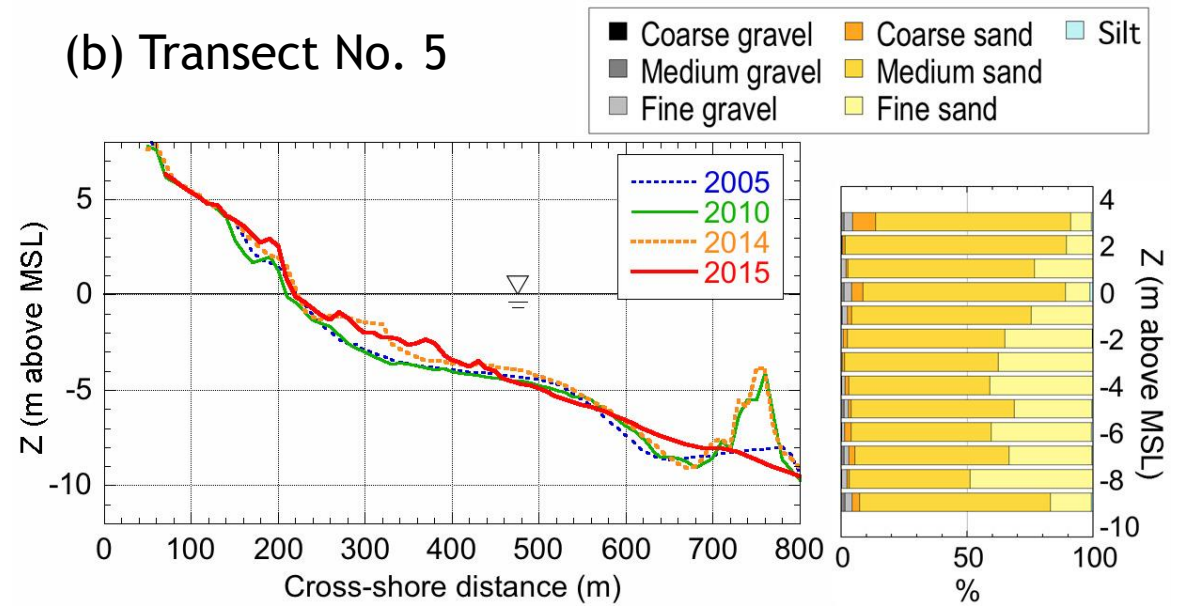 (b) Transect No. 5
Coarse gravel
Coarse sand
Silt
Medium gravel
Medium sand
Fine gravel
Fine sand
2005
2010
2014
2015
5
0
-5
-10
Z (m above MSL)
0 100 200 300 400 500 600 700 800
Cross-shore distance (m)
4
2
0
-2
-4
-6
-8
-10
Z (m above MSL)
0 50 100
%